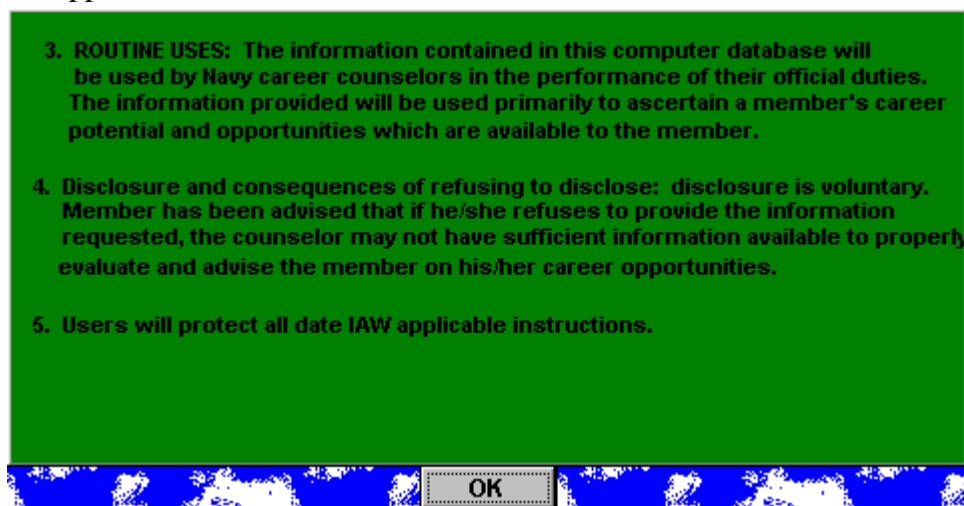 3. ROUTINE USES: The information contained in this computer database will
be used by Navy career counselors in the performance of their official duties.
The information provided will be used primarily to ascertain a member's career
potential and opportunities which are available to the member.
4. Disclosure and consequences of refusing to disclose: disclosure is voluntary.
Member has been advised that if he/she refuses to provide the information
requested, the counselor may not have sufficient information available to properly
evaluate and advise the member on his/her career opportunities.
5. Users will protect all date IAW applicable instructions.
OK